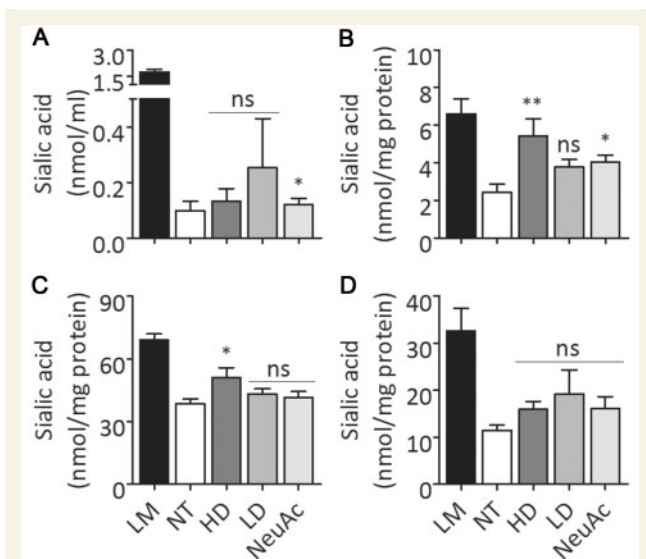 A
Sialic acid
(nmol/ml)
3.0
1.5
0.4
0.2
0.0
ns
*
B
Sialic acid
(nmol/mg protein)
10
8
6
4
2
0
**
ns
*
C
Sialic acid
(nmol/mg protein)
90
60
30
0
*
ns
LM
NT
HD
LD
NeuAc
D
Sialic acid
(nmol/mg protein)
40
30
20
10
0
ns
LM
NT
HD
LD
NeuAc